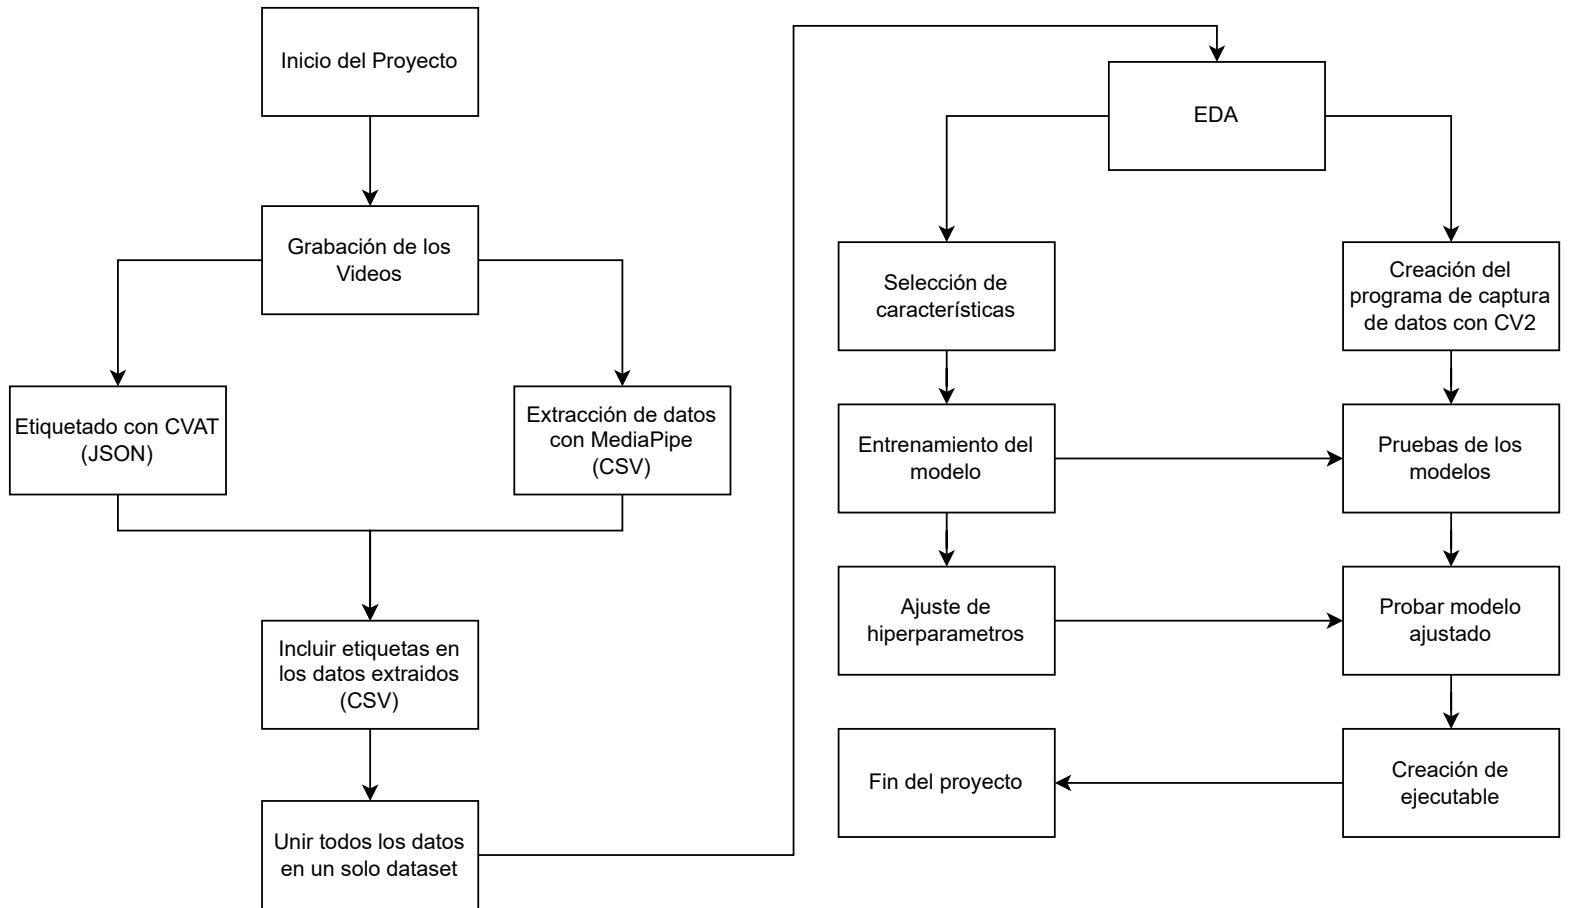 Inicio del Proyecto
Grabación de los
Videos
Etiquetado con CVAT
(JSON)
Extracción de datos
con MediaPipe
(CSV)
Incluir etiquetas en
los datos extraidos
(CSV)
Unir todos los datos
en un solo dataset
EDA
Selección de
característícas
Creación del
programa de captura
de datos con CV2
Entrenamiento del
modelo
Pruebas de los
modelos
Ajuste de
hiperparametros
Probar modelo
ajustado
Fin del proyecto
Creación de
ejecutable